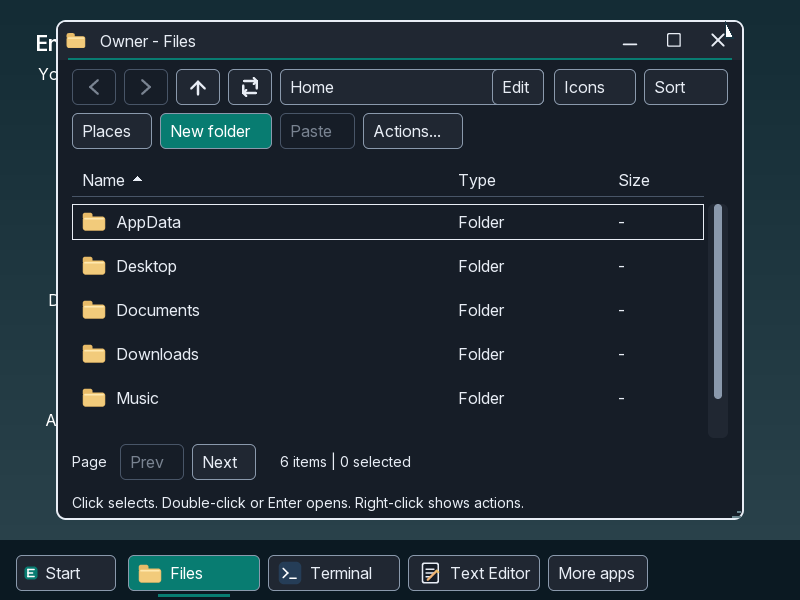 Owner - Files
Home Edit Icons Sort
Places New folder Paste Actions...
Name Type Size
AppData Folder -
Desktop Folder -
Documents Folder -
Downloads Folder -
Music Folder -
Page Prev Next 6 items | 0 selected
Click selects. Double-click or Enter opens. Right-click shows actions.
E Start Files >_ Terminal Text Editor More apps